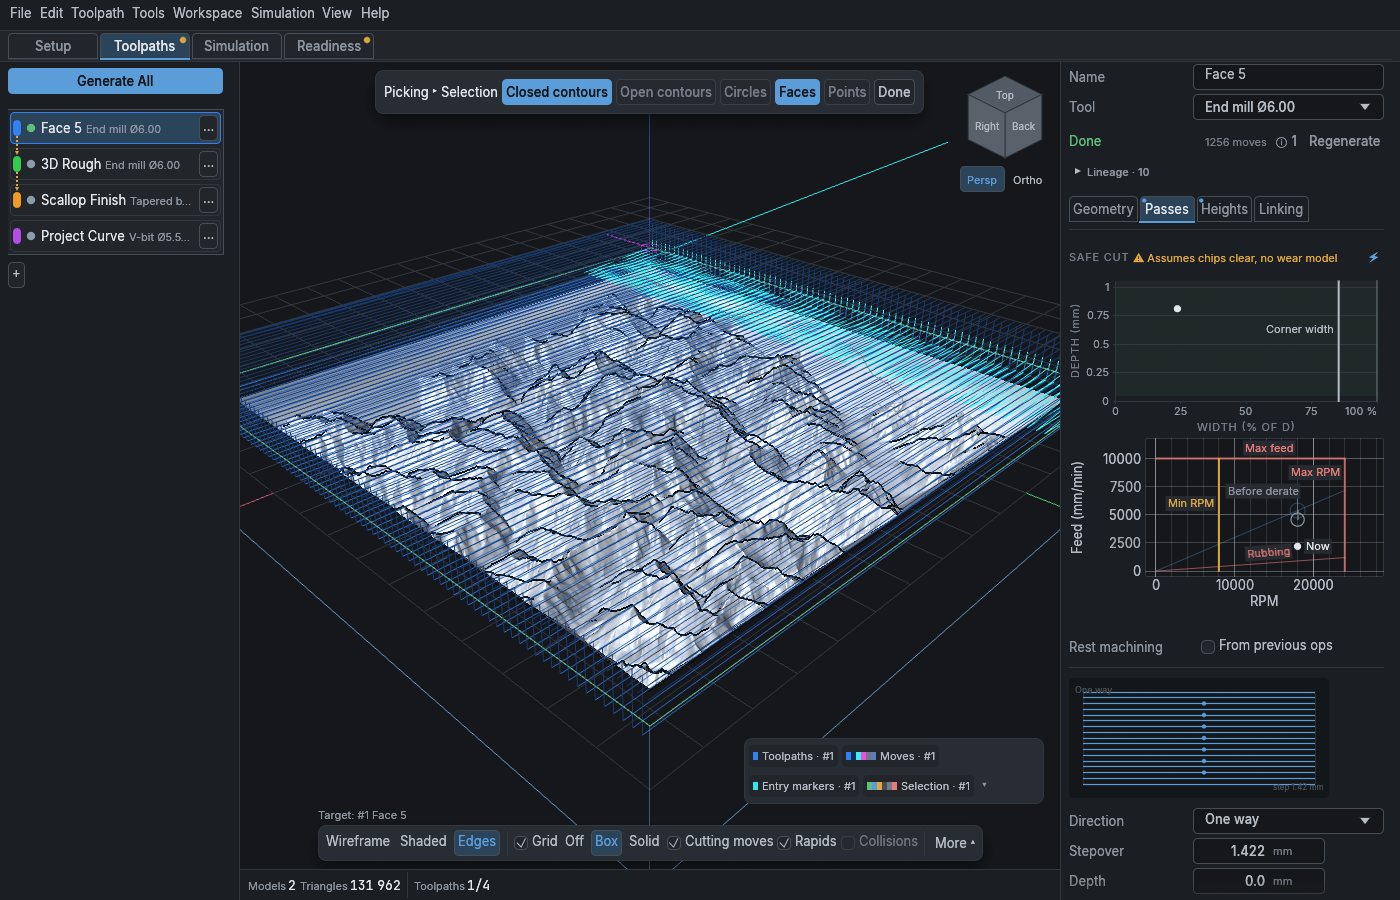 File Edit Toolpath Tools Workspace Simulation View Help
Setup Toolpaths Simulation Readiness
Generate All
Face 5 End mill Ø6.00 ...
3D Rough End mill Ø6.00 ...
Scallop Finish Tapered b... ...
Project Curve V-bit Ø5.5... ...
+
Picking ▸ Selection Closed contours Open contours Circles Faces Points Done
Top
Right Back
Persp Ortho
Toolpaths · #1 Moves · #1
Entry markers · #1 Selection · #1 ▾
Target: #1 Face 5
Wireframe Shaded Edges Grid Off Box Solid Cutting moves Rapids Collisions More ▴
Models 2 Triangles 131 962 Toolpaths 1/4
Name Face 5
Tool End mill Ø6.00
Done 1256 moves 1 Regenerate
Lineage · 10
Geometry Passes Heights Linking
SAFE CUT Assumes chips clear, no wear model
1
0.75
0.5
0.25
0
DEPTH (mm)
Corner width
0 25 50 75 100 %
WIDTH (% OF D)
Max feed
Max RPM
Before derate
Min RPM
Rubbing
Now
10000
7500
5000
2500
0
Feed (mm/min)
0 10000 20000
RPM
Rest machining From previous ops
One way
step 1.42 mm
Direction One way
Stepover 1.422 mm
Depth 0.0 mm